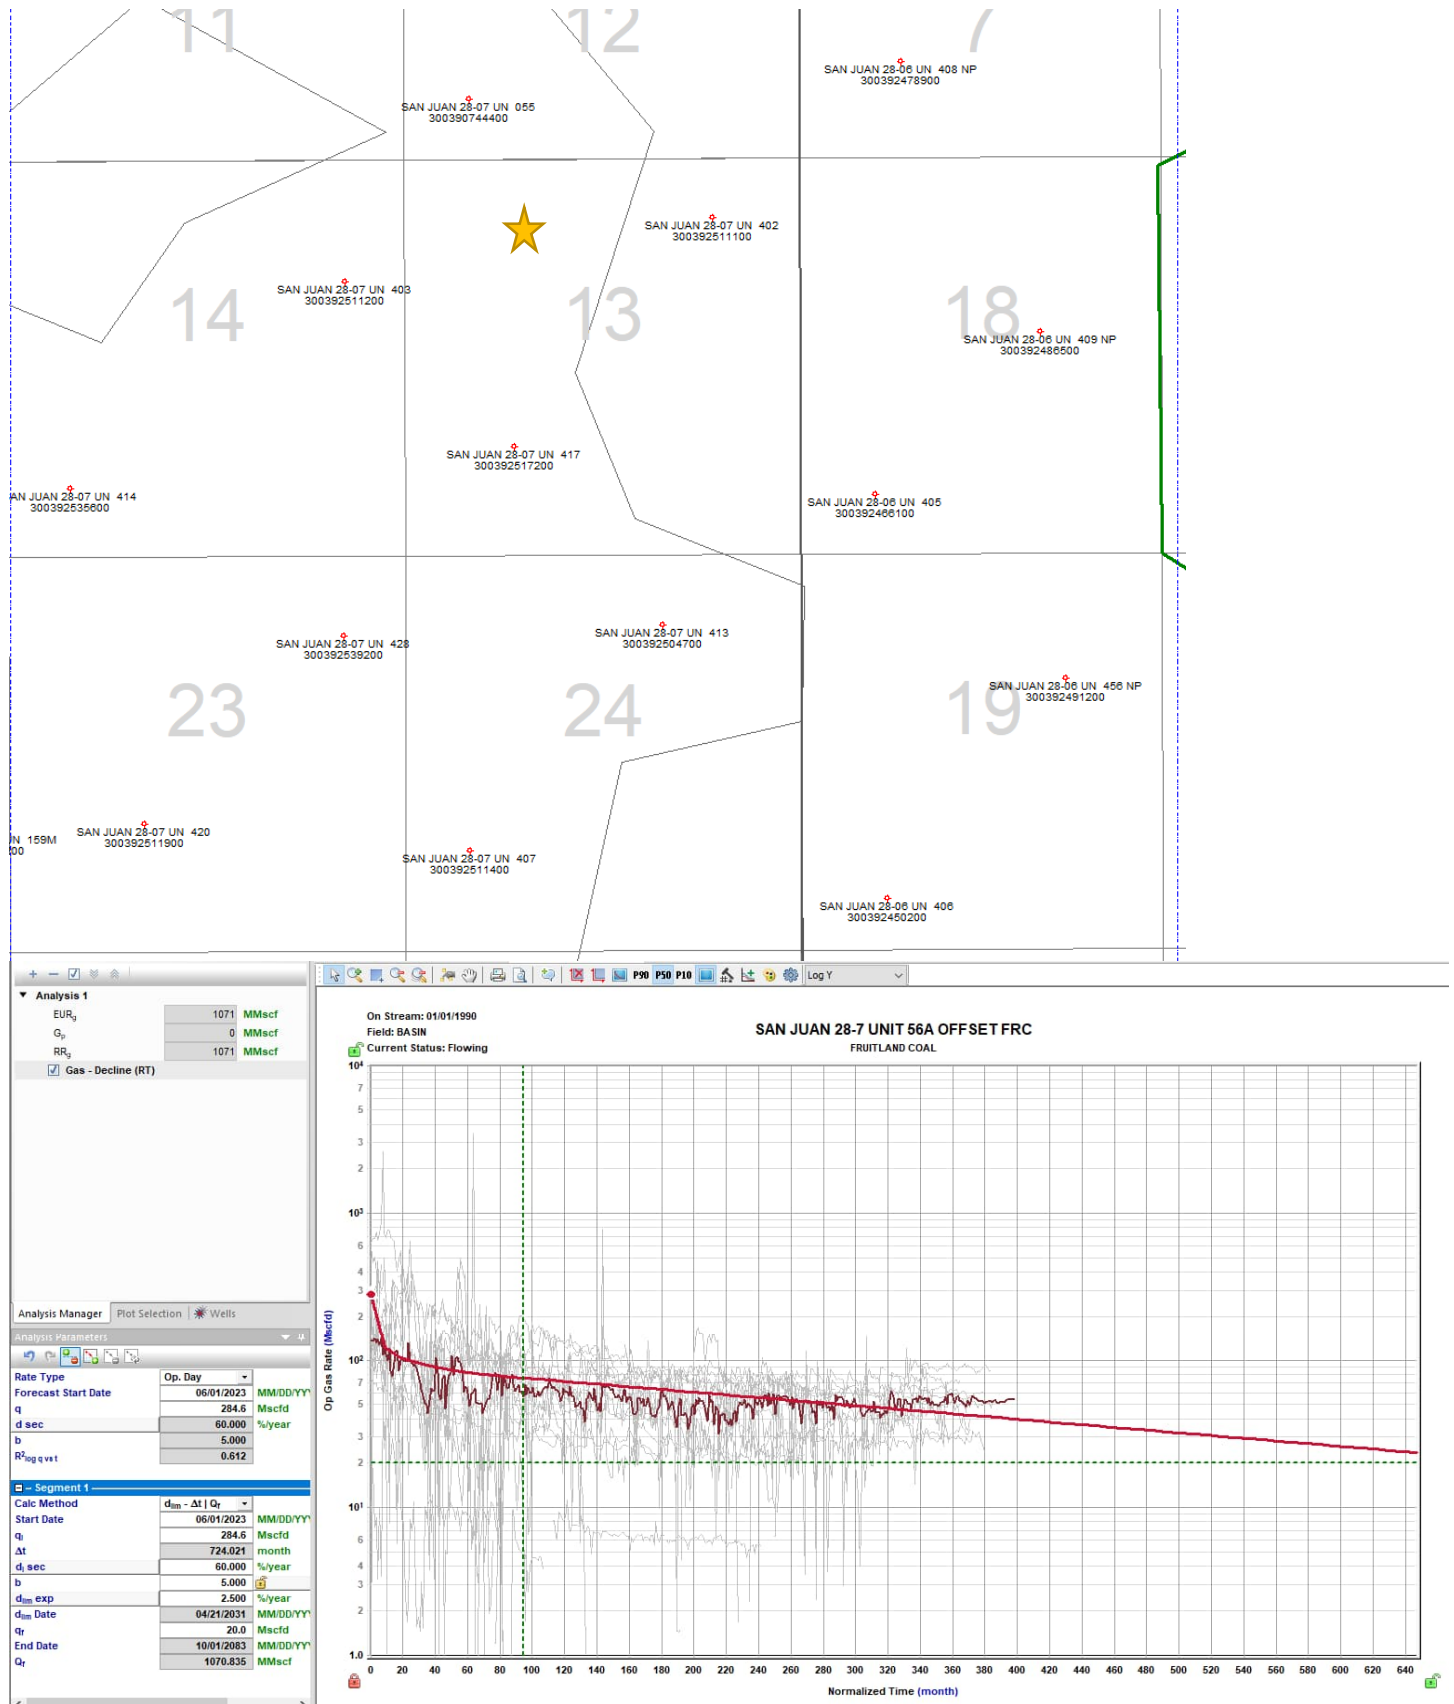 11
12
7
SAN JUAN 28-06 UN 408 NP
300392478900
SAN JUAN 28-07 UN 055
300390744400
SAN JUAN 28-07 UN 402
300392511100
SAN JUAN 28-07 UN 403
300392511200
14
13
18
SAN JUAN 28-06 UN 409 NP
300392486500
SAN JUAN 28-07 UN 417
300392517200
AN JUAN 28-07 UN 414
300392535600
SAN JUAN 28-06 UN 405
300392466100
SAN JUAN 28-07 UN 428
300392539200
SAN JUAN 28-07 UN 413
300392504700
23
24
19
SAN JUAN 28-06 UN 456 NP
300392491200
N 159M
00
SAN JUAN 28-07 UN 420
300392511900
SAN JUAN 28-07 UN 407
300392511400
SAN JUAN 28-06 UN 406
300392450200
P90 P50 P10 Log Y
Analysis 1
EURg 1071 MMscf
Gp 0 MMscf
RRg 1071 MMscf
Gas - Decline (RT)
Analysis Manager Plot Selection Wells
Analysis Parameters
Rate Type Op. Day
Forecast Start Date 06/01/2023 MM/DD/YY
q 284.6 Mscfd
d sec 60.000 %/year
b 5.000
R² log q vs t 0.612
- Segment 1
Calc Method dlim - Δt | Qf
Start Date 06/01/2023 MM/DD/YY
qi 284.6 Mscfd
Δt 724.021 month
di sec 60.000 %/year
b 5.000
dlim exp 2.500 %/year
dlim Date 04/21/2031 MM/DD/YY
qf 20.0 Mscfd
End Date 10/01/2083 MM/DD/YY
Qf 1070.835 MMscf
On Stream: 01/01/1990
Field: BASIN
Current Status: Flowing
SAN JUAN 28-7 UNIT 56A OFFSET FRC
FRUITLAND COAL
Op Gas Rate (Mscfd)
10⁴
7
5
3
2
10³
6
4
3
2
10²
7
5
3
2
10¹
6
4
3
2
1.0
0 20 40 60 80 100 120 140 160 180 200 220 240 260 280 300 320 340 360 380 400 420 440 460 480 500 520 540 560 580 600 620 640
Normalized Time (month)